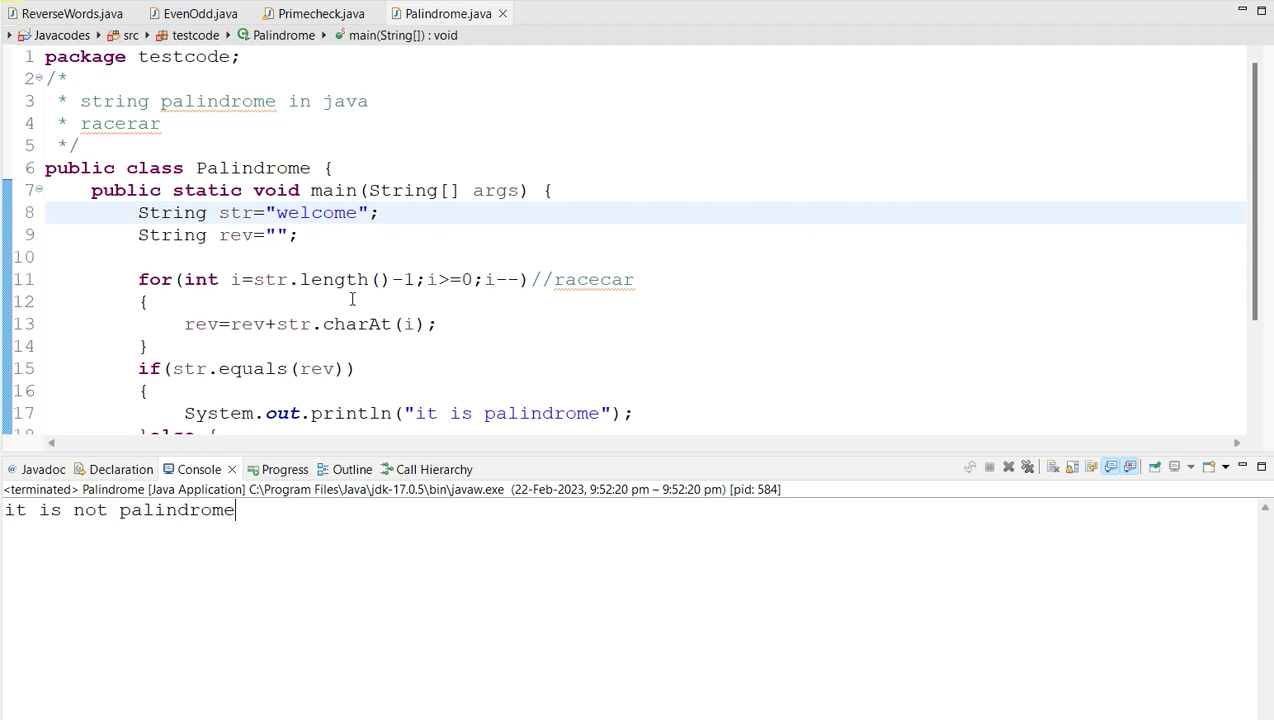 ReverseWords.java EvenOdd.java Primecheck.java Palindrome.java
Javacodes src testcode Palindrome main(String[]) : void
1 package testcode;
2 /*
3 * string palindrome in java
4 * racerar
5 */
6 public class Palindrome {
7 public static void main(String[] args) {
8 String str="welcome";
9 String rev="";
10
11 for(int i=str.length()-1;i>=0;i--)//racecar
12 {
13 rev=rev+str.charAt(i);
14 }
15 if(str.equals(rev))
16 {
17 System.out.println("it is palindrome");
18 }else {
Javadoc Declaration Console Progress Outline Call Hierarchy
<terminated> Palindrome [Java Application] C:\Program Files\Java\jdk-17.0.5\bin\javaw.exe (22-Feb-2023, 9:52:20 pm – 9:52:20 pm) [pid: 584]
it is not palindrome